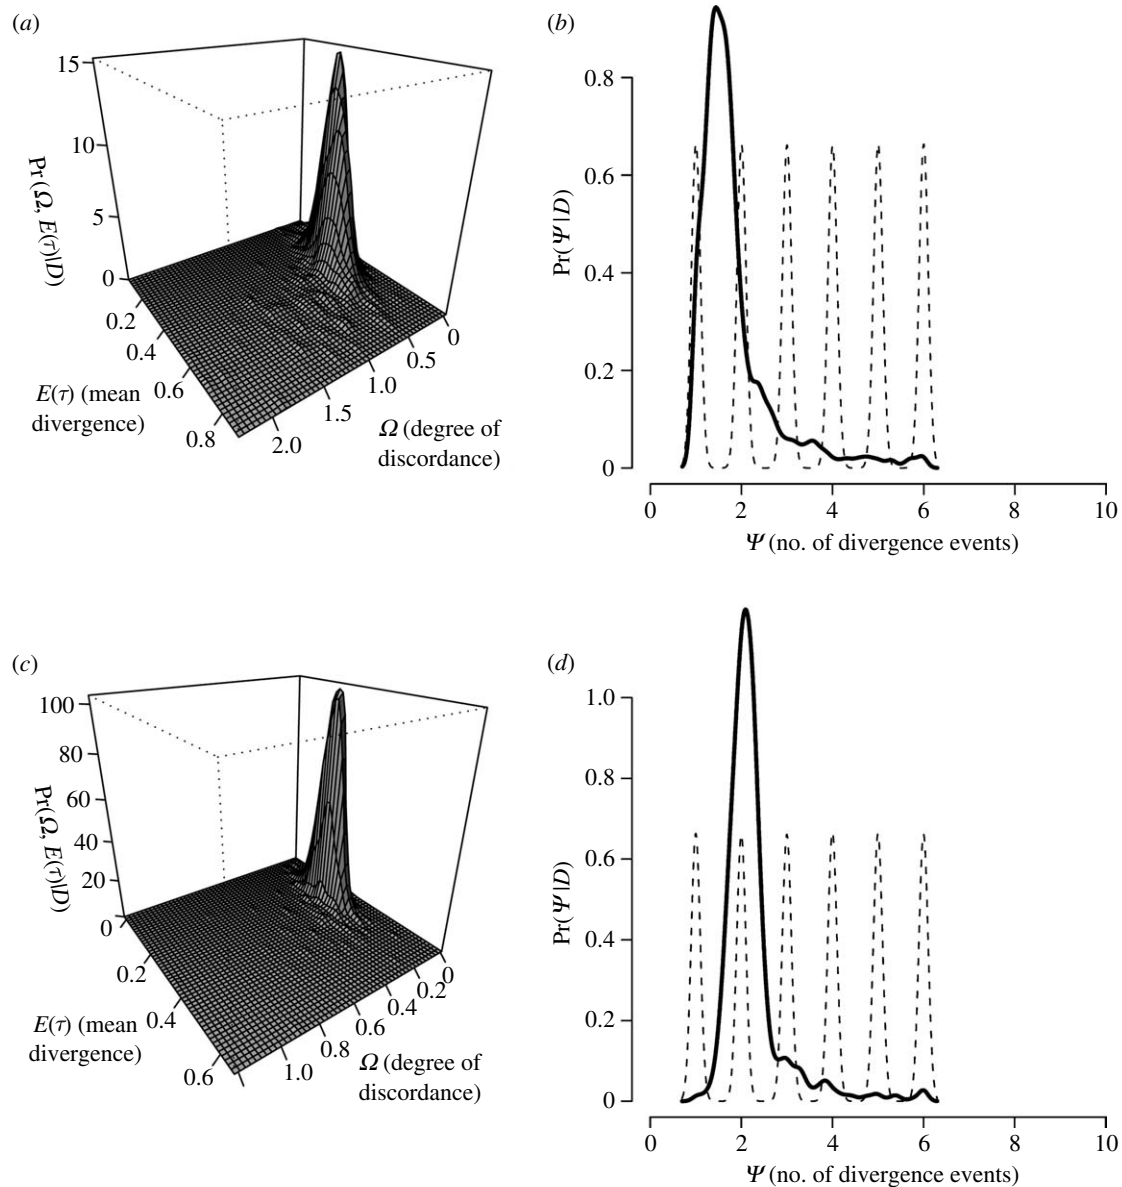 (a)
15
10
5
0
Pr(Ω, E(τ)|D)
0.2
0.4
0.6
0.8
E(τ) (mean
divergence)
0
0.5
1.0
1.5
2.0
Ω (degree of
discordance)
(b)
0.8
0.6
0.4
0.2
0
Pr(Ψ|D)
0 2 4 6 8 10
Ψ (no. of divergence events)
(c)
100
80
60
40
20
0
Pr(Ω, E(τ)|D)
0.2
0.4
0.6
E(τ) (mean
divergence)
0
0.2
0.4
0.6
0.8
1.0
Ω (degree of
discordance)
(d)
1.0
0.8
0.6
0.4
0.2
0
Pr(Ψ|D)
0 2 4 6 8 10
Ψ (no. of divergence events)